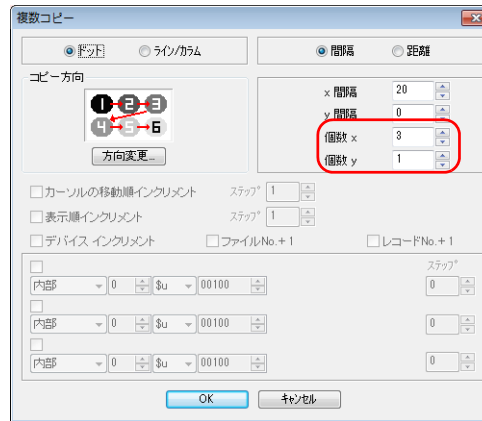 複数コピー
ドット ライン/カラム 間隔 距離
コピー方向
1 2 3
4 5 6
方向変更...
x 間隔 20
y 間隔 0
個数 x 3
個数 y 1
カーソルの移動順インクリメント ステップ 1
表示順インクリメント ステップ 1
デバイス インクリメント ファイルNo.+1 レコードNo.+1
ステップ
内部 0 $u 00100 0
内部 0 $u 00100 0
内部 0 $u 00100 0
OK キャンセル